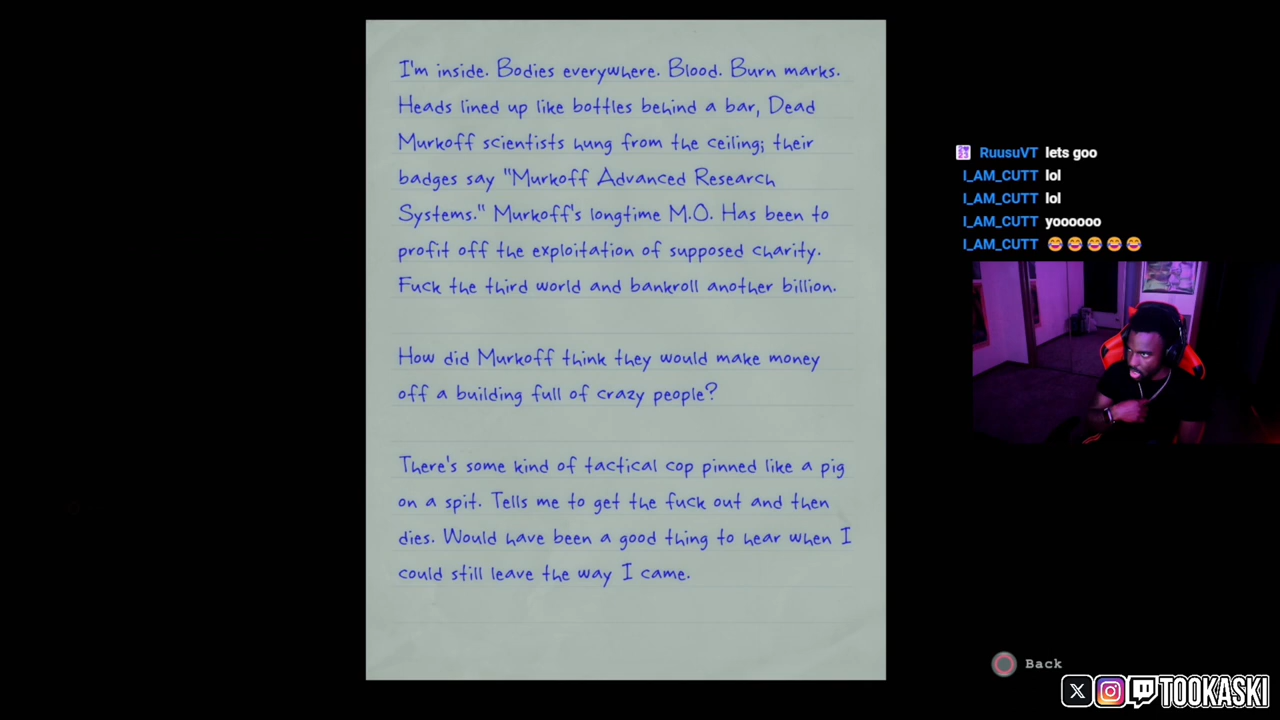 I'm inside. Bodies everywhere. Blood. Burn marks.
Heads lined up like bottles behind a bar, Dead
Murkoff scientists hung from the ceiling; their
badges say "Murkoff Advanced Research
Systems." Murkoff's longtime M.O. Has been to
profit off the exploitation of supposed charity.
Fuck the third world and bankroll another billion.
How did Murkoff think they would make money
off a building full of crazy people?
There's some kind of tactical cop pinned like a pig
on a spit. Tells me to get the fuck out and then
dies. Would have been a good thing to hear when I
could still leave the way I came.
RuusuVT lets goo
I_AM_CUTT lol
I_AM_CUTT lol
I_AM_CUTT yoooooo
I_AM_CUTT 😂😂😂😂😂
Back
TOOKASKI